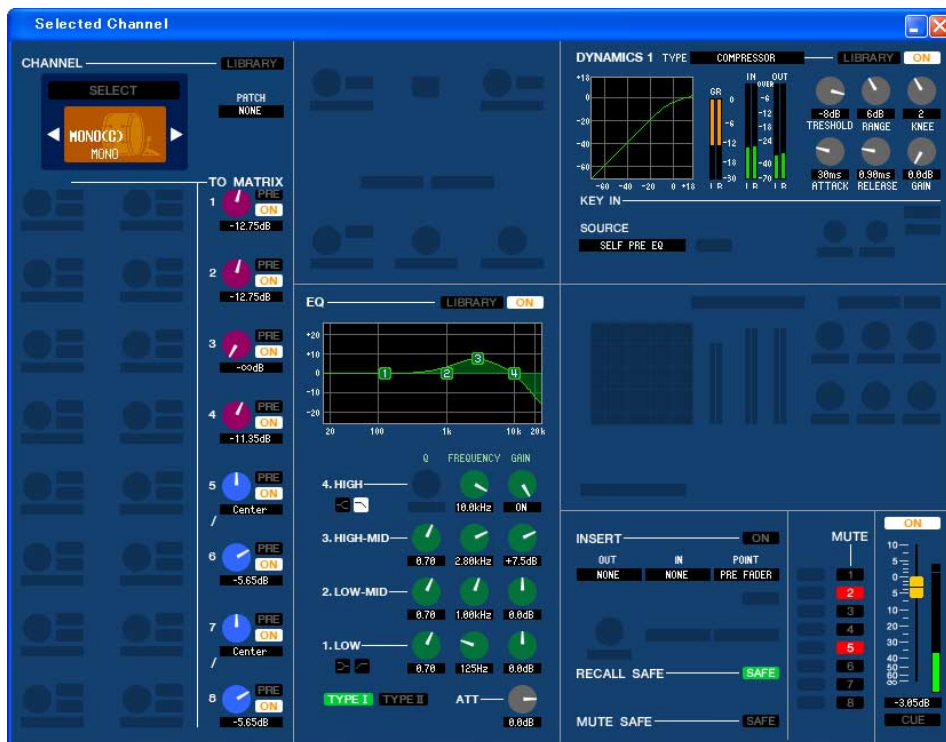 Selected Channel
CHANNEL LIBRARY
SELECT
PATCH
NONE
MONO(C)
MONO
TO MATRIX
1 PRE
ON
-12.75dB
2 PRE
ON
-12.75dB
3 PRE
ON
-∞dB
4 PRE
ON
-11.35dB
5 PRE
ON
Center
/
6 PRE
ON
-5.65dB
7 PRE
ON
Center
/
8 PRE
ON
-5.65dB
EQ LIBRARY ON
+20
+10
0
-10
-20
1 2 3 4
20 100 1k 10k 20k
Q FREQUENCY GAIN
4. HIGH
10.0kHz ON
3. HIGH-MID
0.70 2.80kHz +7.5dB
2. LOW-MID
0.70 1.00kHz 0.0dB
1. LOW
0.70 125Hz 0.0dB
TYPE I TYPE II ATT
0.0dB
DYNAMICS 1 TYPE COMPRESSOR LIBRARY ON
+18
0
-20
-40
-60
-60 -40 -20 0 +18
GR
0
-6
-12
-18
-30
L R
IN OUT
OVER
-6
-12
-18
-24
-40
-70
L R L R
-8dB 6dB 2
TRESHOLD RANGE KNEE
30ms 0.90ms 0.0dB
ATTACK RELEASE GAIN
KEY IN
SOURCE
SELF PRE EQ
INSERT ON
OUT IN POINT
NONE NONE PRE FADER
RECALL SAFE SAFE
MUTE SAFE SAFE
MUTE
1
2
3
4
5
6
7
8
ON
10
5
0
5
10
20
30
40
50
60
∞
-3.05dB
CUE